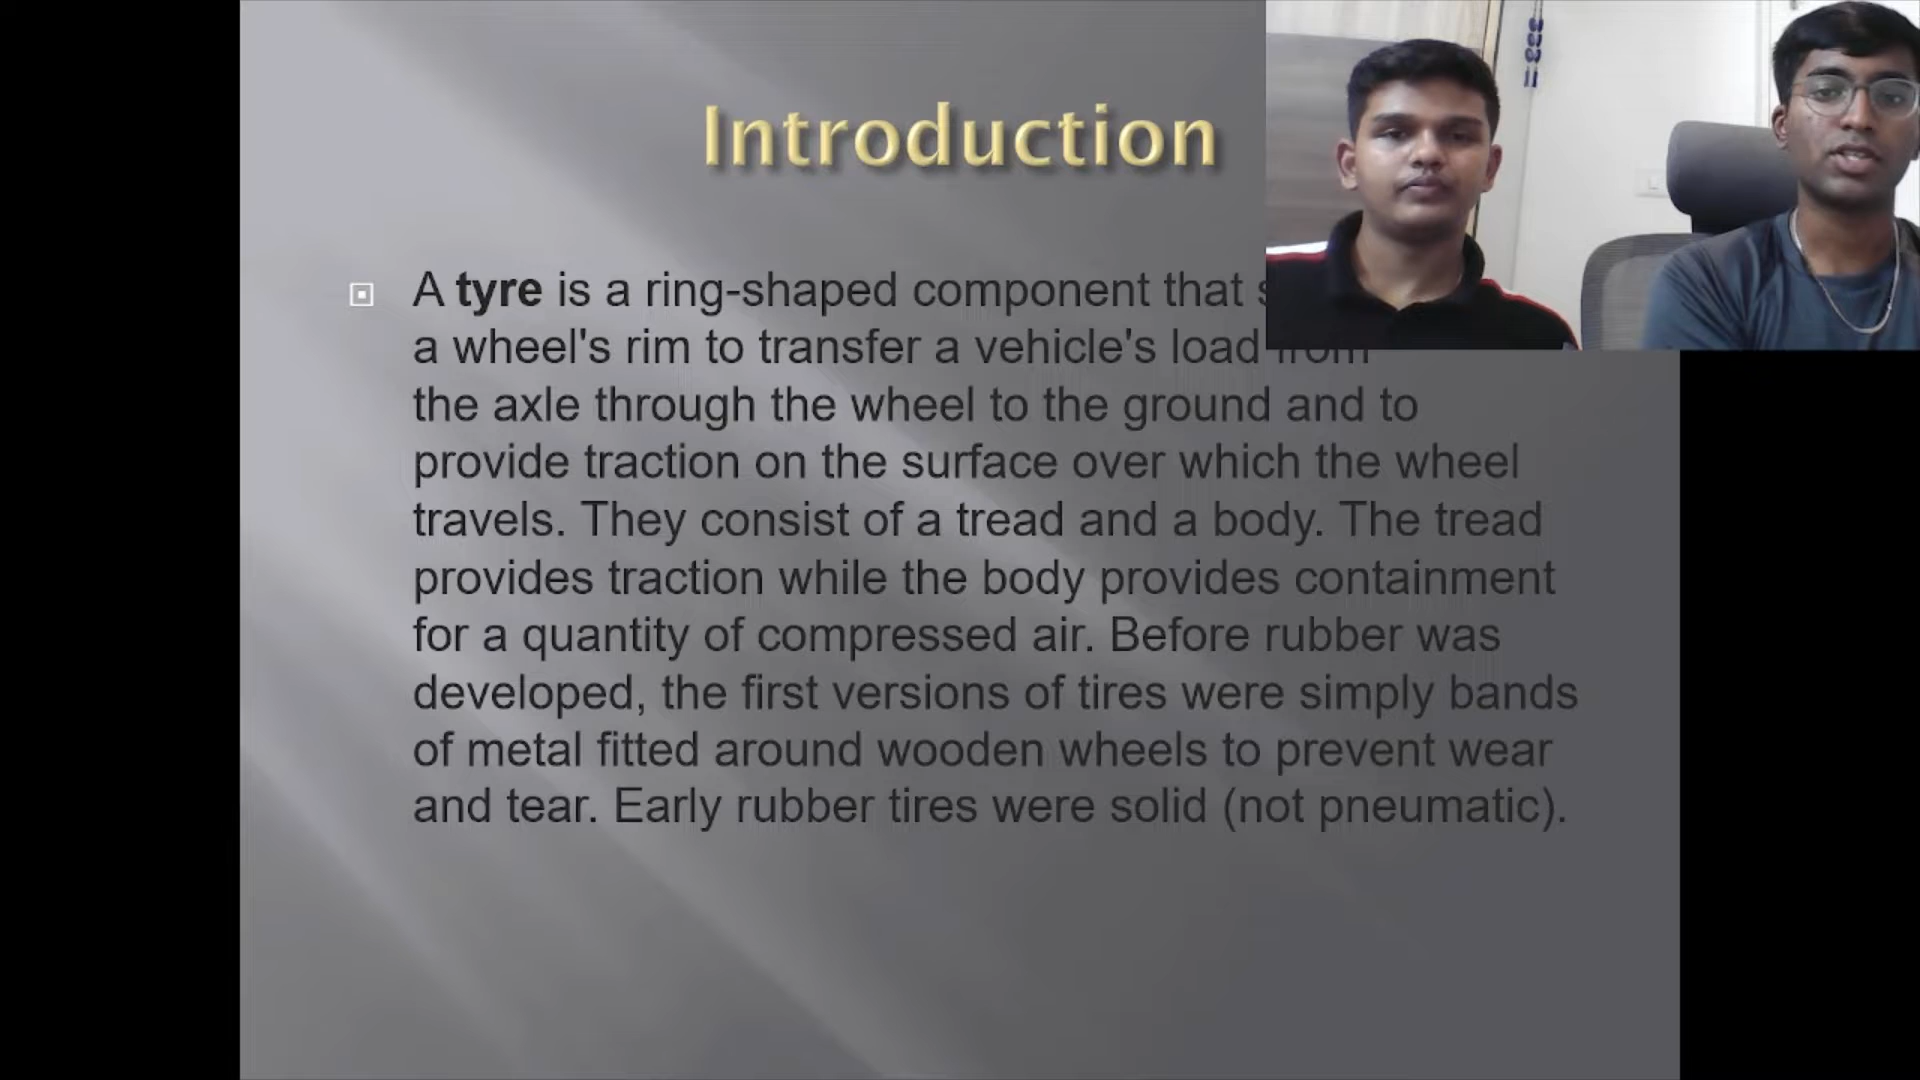 Introduction
A tyre is a ring-shaped component that
a wheel's rim to transfer a vehicle's load from
the axle through the wheel to the ground and to
provide traction on the surface over which the wheel
travels. They consist of a tread and a body. The tread
provides traction while the body provides containment
for a quantity of compressed air. Before rubber was
developed, the first versions of tires were simply bands
of metal fitted around wooden wheels to prevent wear
and tear. Early rubber tires were solid (not pneumatic).